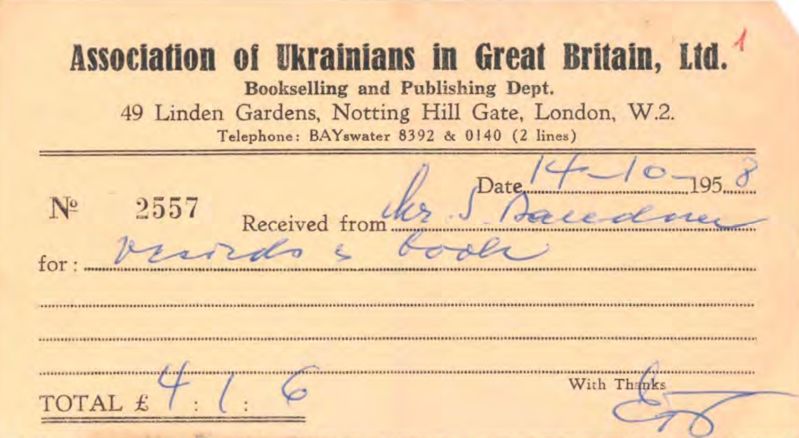 Association of Ukrainians in Great Britain, Ltd. 1
Bookselling and Publishing Dept.
49 Linden Gardens, Notting Hill Gate, London, W.2.
Telephone: BAYswater 8392 & 0140 (2 lines)
Date 14-10-1958
№ 2557 Received from Mr. S.
for: book
TOTAL £ 4 : 1 : 6 With Thanks